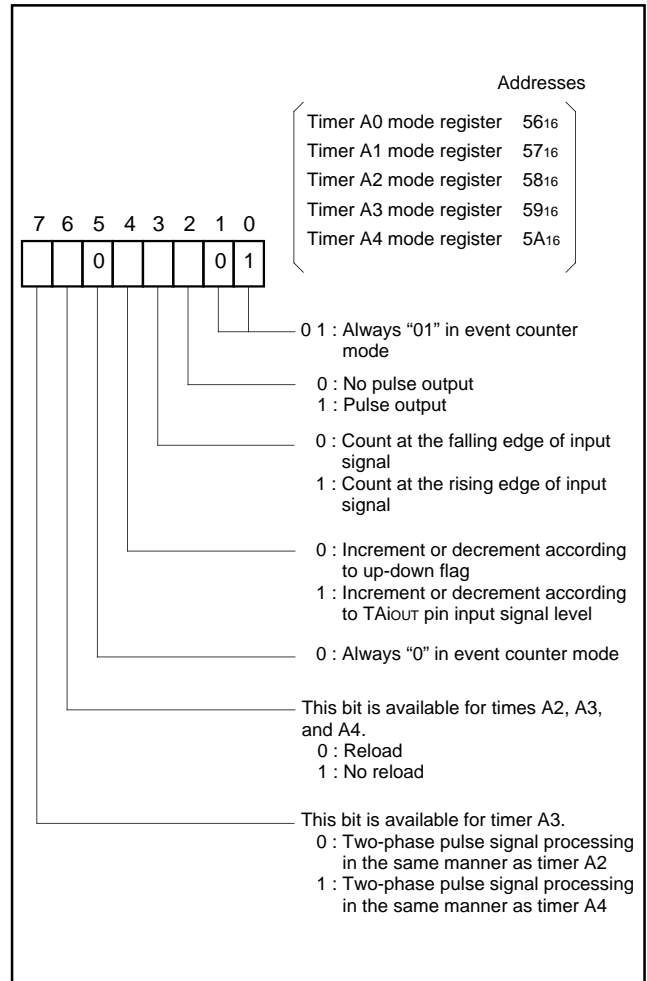 Addresses
Timer A0 mode register 5616
Timer A1 mode register 5716
Timer A2 mode register 5816
Timer A3 mode register 5916
Timer A4 mode register 5A16
7 6 5 4 3 2 1 0
0 0 1
0 1 : Always “01” in event counter
mode
0 : No pulse output
1 : Pulse output
0 : Count at the falling edge of input
signal
1 : Count at the rising edge of input
signal
0 : Increment or decrement according
to up-down flag
1 : Increment or decrement according
to TAiOUT pin input signal level
0 : Always “0” in event counter mode
This bit is available for times A2, A3,
and A4.
0 : Reload
1 : No reload
This bit is available for timer A3.
0 : Two-phase pulse signal processing
in the same manner as timer A2
1 : Two-phase pulse signal processing
in the same manner as timer A4